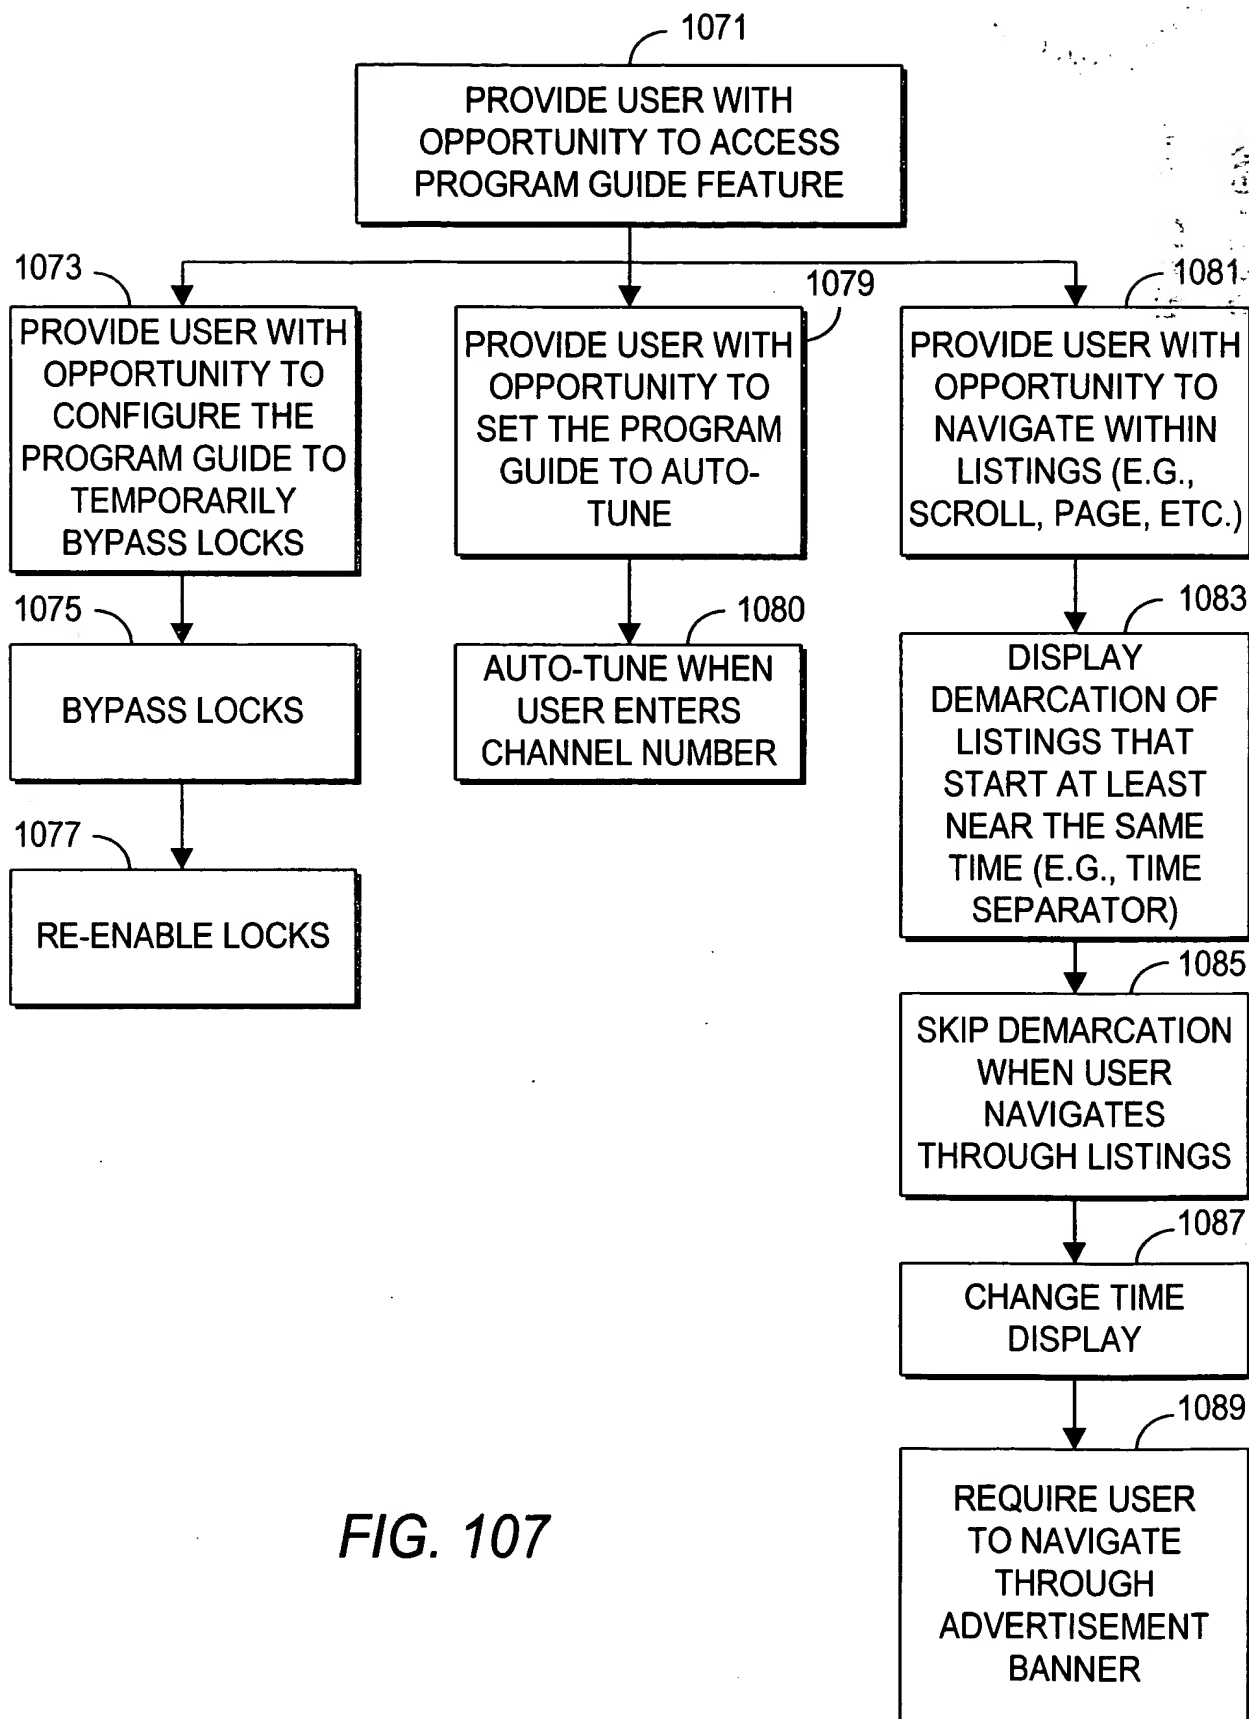 1071
PROVIDE USER WITH
OPPORTUNITY TO ACCESS
PROGRAM GUIDE FEATURE
1073
PROVIDE USER WITH
OPPORTUNITY TO
CONFIGURE THE
PROGRAM GUIDE TO
TEMPORARILY
BYPASS LOCKS
1075
BYPASS LOCKS
1077
RE-ENABLE LOCKS
1079
PROVIDE USER WITH
OPPORTUNITY TO
SET THE PROGRAM
GUIDE TO AUTO-
TUNE
1080
AUTO-TUNE WHEN
USER ENTERS
CHANNEL NUMBER
1081
PROVIDE USER WITH
OPPORTUNITY TO
NAVIGATE WITHIN
LISTINGS (E.G.,
SCROLL, PAGE, ETC.)
1083
DISPLAY
DEMARCATION OF
LISTINGS THAT
START AT LEAST
NEAR THE SAME
TIME (E.G., TIME
SEPARATOR)
1085
SKIP DEMARCATION
WHEN USER
NAVIGATES
THROUGH LISTINGS
1087
CHANGE TIME
DISPLAY
1089
REQUIRE USER
TO NAVIGATE
THROUGH
ADVERTISEMENT
BANNER
FIG. 107